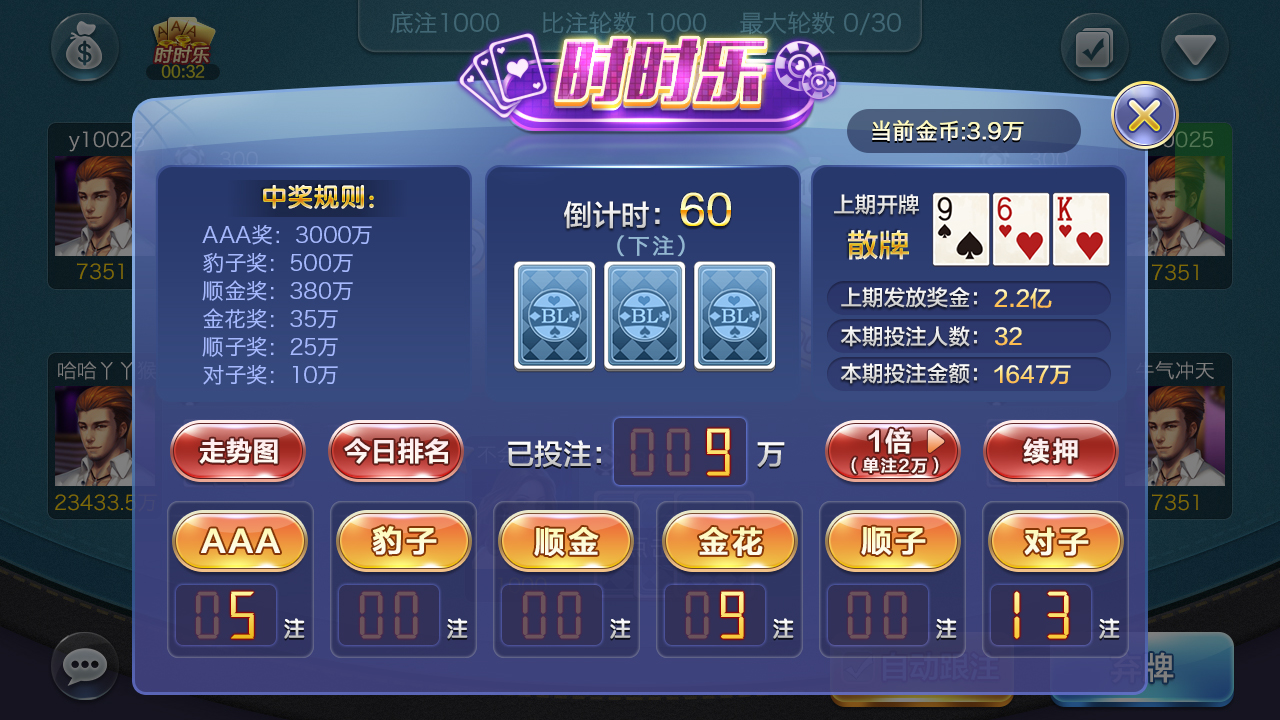 底注1000 比注轮数 1000 最大轮数 0/30
时时乐
00:32
时时乐
当前金币:3.9万
y10025
0025
300
300
中奖规则:
AAA奖: 3000万
豹子奖: 500万
顺金奖: 380万
金花奖: 35万
顺子奖: 25万
对子奖: 10万
倒计时: 60
(下注)
BL
BL
BL
上期开牌
散牌
9
6
K
上期发放奖金: 2.2亿
本期投注人数: 32
本期投注金额: 1647万
7351
7351
哈哈丫丫
牛气冲天
走势图
今日排名
已投注: 009 万
1倍
(单注2万)
续押
23433.5万
7351
AAA
豹子
顺金
金花
顺子
对子
05 注
00 注
00 注
09 注
00 注
13 注
自动跟注
弃牌